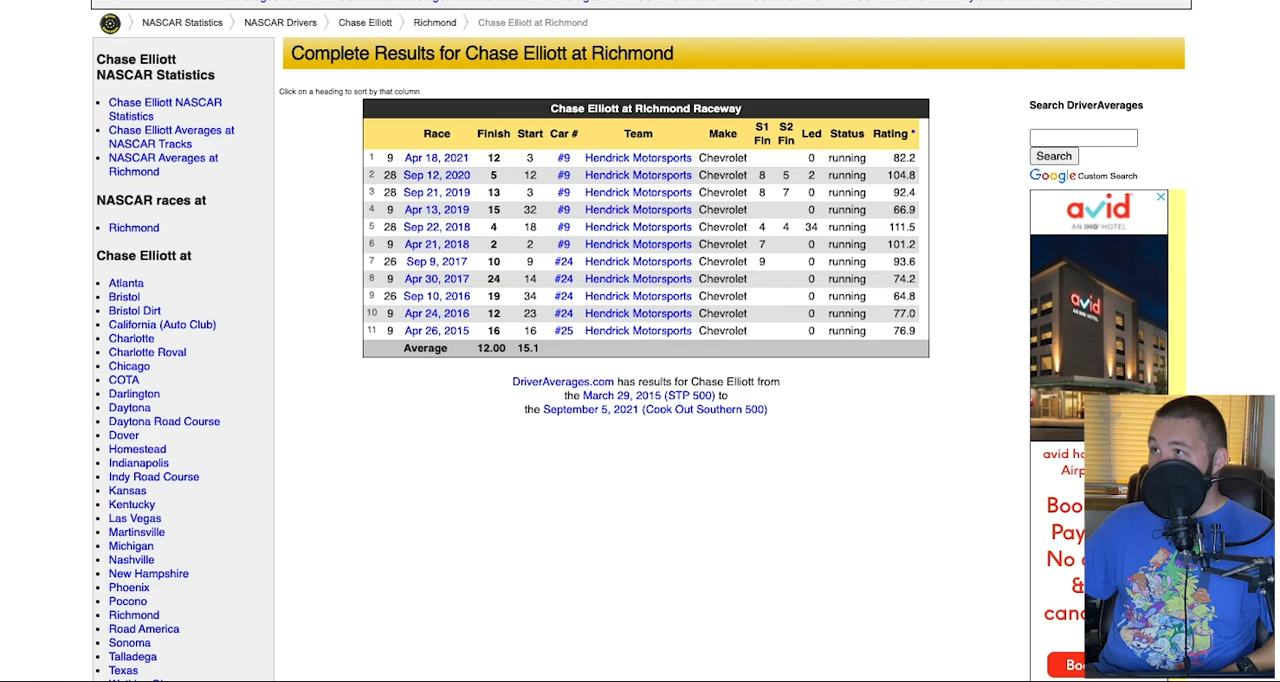 NASCAR Statistics NASCAR Drivers Chase Elliott Richmond Chase Elliott at Richmond
Chase Elliott
NASCAR Statistics
Chase Elliott NASCAR
Statistics
Chase Elliott Averages at
NASCAR Tracks
NASCAR Averages at
Richmond
NASCAR races at
Richmond
Chase Elliott at
Atlanta
Bristol
Bristol Dirt
California (Auto Club)
Charlotte
Charlotte Roval
Chicago
COTA
Darlington
Daytona
Daytona Road Course
Dover
Homestead
Indianapolis
Indy Road Course
Kansas
Kentucky
Las Vegas
Martinsville
Michigan
Nashville
New Hampshire
Phoenix
Pocono
Richmond
Road America
Sonoma
Talladega
Texas
Complete Results for Chase Elliott at Richmond
Click on a heading to sort by that column
Chase Elliott at Richmond Raceway
Race Finish Start Car # Team Make S1 Fin S2 Fin Led Status Rating *
1 9 Apr 18, 2021 12 3 #9 Hendrick Motorsports Chevrolet 0 running 82.2
2 28 Sep 12, 2020 5 12 #9 Hendrick Motorsports Chevrolet 8 5 2 running 104.8
3 28 Sep 21, 2019 13 3 #9 Hendrick Motorsports Chevrolet 8 7 0 running 92.4
4 9 Apr 13, 2019 15 32 #9 Hendrick Motorsports Chevrolet 0 running 66.9
5 28 Sep 22, 2018 4 18 #9 Hendrick Motorsports Chevrolet 4 4 34 running 111.5
6 9 Apr 21, 2018 2 2 #9 Hendrick Motorsports Chevrolet 7 0 running 101.2
7 26 Sep 9, 2017 10 9 #24 Hendrick Motorsports Chevrolet 9 0 running 93.6
8 9 Apr 30, 2017 24 14 #24 Hendrick Motorsports Chevrolet 0 running 74.2
9 26 Sep 10, 2016 19 34 #24 Hendrick Motorsports Chevrolet 0 running 64.8
10 9 Apr 24, 2016 12 23 #24 Hendrick Motorsports Chevrolet 0 running 77.0
11 9 Apr 26, 2015 16 16 #25 Hendrick Motorsports Chevrolet 0 running 76.9
Average 12.00 15.1
DriverAverages.com has results for Chase Elliott from
the March 29, 2015 (STP 500) to
the September 5, 2021 (Cook Out Southern 500)
Search DriverAverages
Search
Google Custom Search
avid
AN IHG HOTEL
avid
avid
Airp
Boo
Pay
No
&
canc
Bo